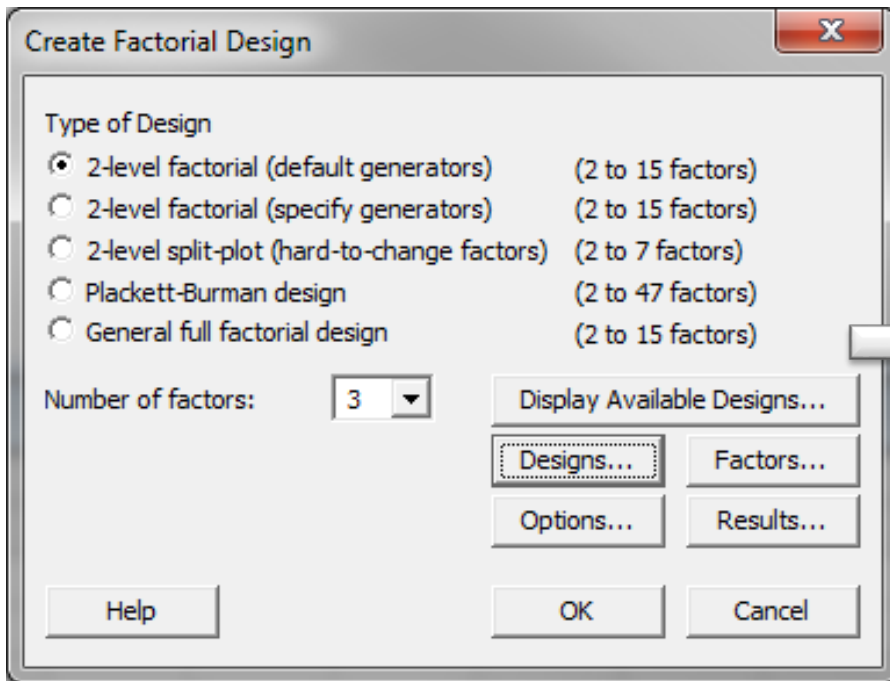 Create Factorial Design
Type of Design
2-level factorial (default generators) (2 to 15 factors)
2-level factorial (specify generators) (2 to 15 factors)
2-level split-plot (hard-to-change factors) (2 to 7 factors)
Plackett-Burman design (2 to 47 factors)
General full factorial design (2 to 15 factors)
Number of factors: 3 Display Available Designs...
Designs... Factors...
Options... Results...
Help OK Cancel